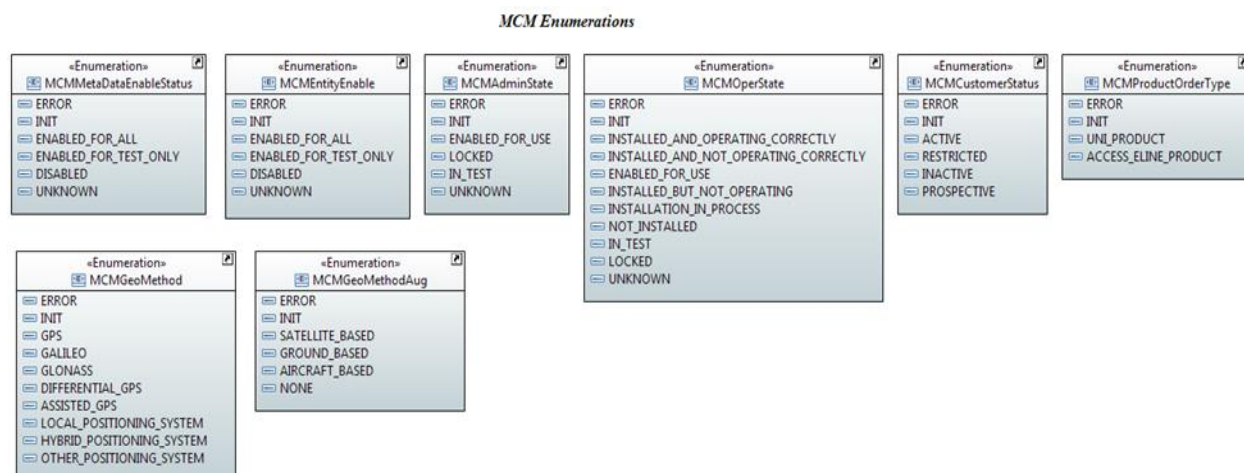 MCM Enumerations
«Enumeration»
MCMMetaDataEnableStatus
ERROR
INIT
ENABLED_FOR_ALL
ENABLED_FOR_TEST_ONLY
DISABLED
UNKNOWN
«Enumeration»
MCMEntityEnable
ERROR
INIT
ENABLED_FOR_ALL
ENABLED_FOR_TEST_ONLY
DISABLED
UNKNOWN
«Enumeration»
MCMAdminState
ERROR
INIT
ENABLED_FOR_USE
LOCKED
IN_TEST
UNKNOWN
«Enumeration»
MCMOperState
ERROR
INIT
INSTALLED_AND_OPERATING_CORRECTLY
INSTALLED_AND_NOT_OPERATING_CORRECTLY
ENABLED_FOR_USE
INSTALLED_BUT_NOT_OPERATING
INSTALLATION_IN_PROCESS
NOT_INSTALLED
IN_TEST
LOCKED
UNKNOWN
«Enumeration»
MCMCustomerStatus
ERROR
INIT
ACTIVE
RESTRICTED
INACTIVE
PROSPECTIVE
«Enumeration»
MCMProductOrderType
ERROR
INIT
UNI_PRODUCT
ACCESS_ELINE_PRODUCT
«Enumeration»
MCMGeoMethod
ERROR
INIT
GPS
GALILEO
GLONASS
DIFFERENTIAL_GPS
ASSISTED_GPS
LOCAL_POSITIONING_SYSTEM
HYBRID_POSITIONING_SYSTEM
OTHER_POSITIONING_SYSTEM
«Enumeration»
MCMGeoMethodAug
ERROR
INIT
SATELLITE_BASED
GROUND_BASED
AIRCRAFT_BASED
NONE